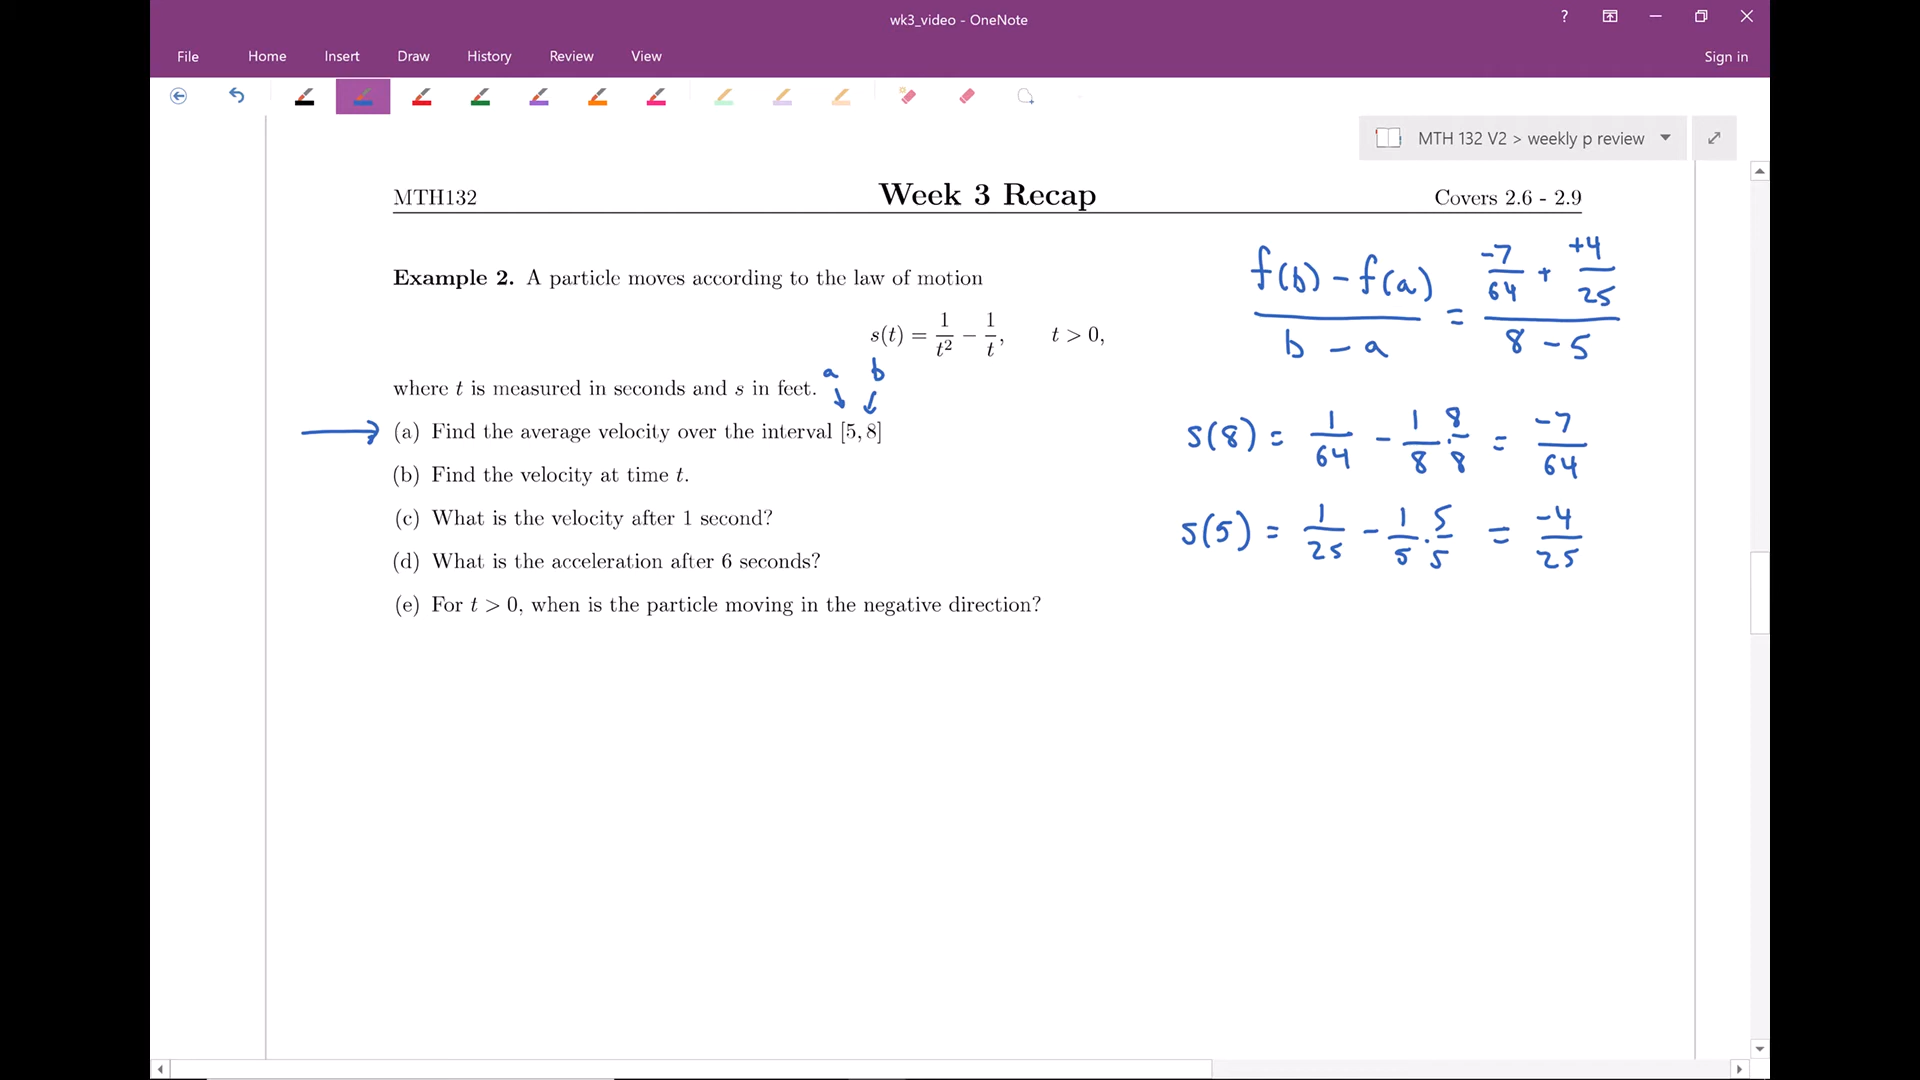 wk3_video - OneNote
?
File Home Insert Draw History Review View Sign in
MTH 132 V2 > weekly p review
MTH132 Week 3 Recap Covers 2.6 - 2.9
Example 2. A particle moves according to the law of motion
s(t) = 1/t² − 1/t, t > 0,
a b
where t is measured in seconds and s in feet.
(a) Find the average velocity over the interval [5, 8]
(b) Find the velocity at time t.
(c) What is the velocity after 1 second?
(d) What is the acceleration after 6 seconds?
(e) For t > 0, when is the particle moving in the negative direction?
(f(b) − f(a))/(b − a) = (-7/64 + +4/25)/(8 − 5)
s(8) = 1/64 − 1/8 · 8/8 = -7/64
s(5) = 1/25 − 1/5 · 5/5 = -4/25